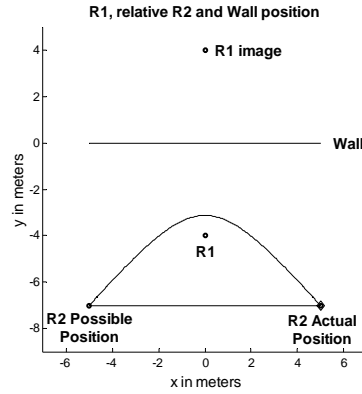 R1, relative R2 and Wall position
4
2
0
-2
-4
-6
-8
y in meters
R1 image
Wall
R1
R2 Possible
Position
R2 Actual
Position
-6
-4
-2
0
2
4
6
x in meters